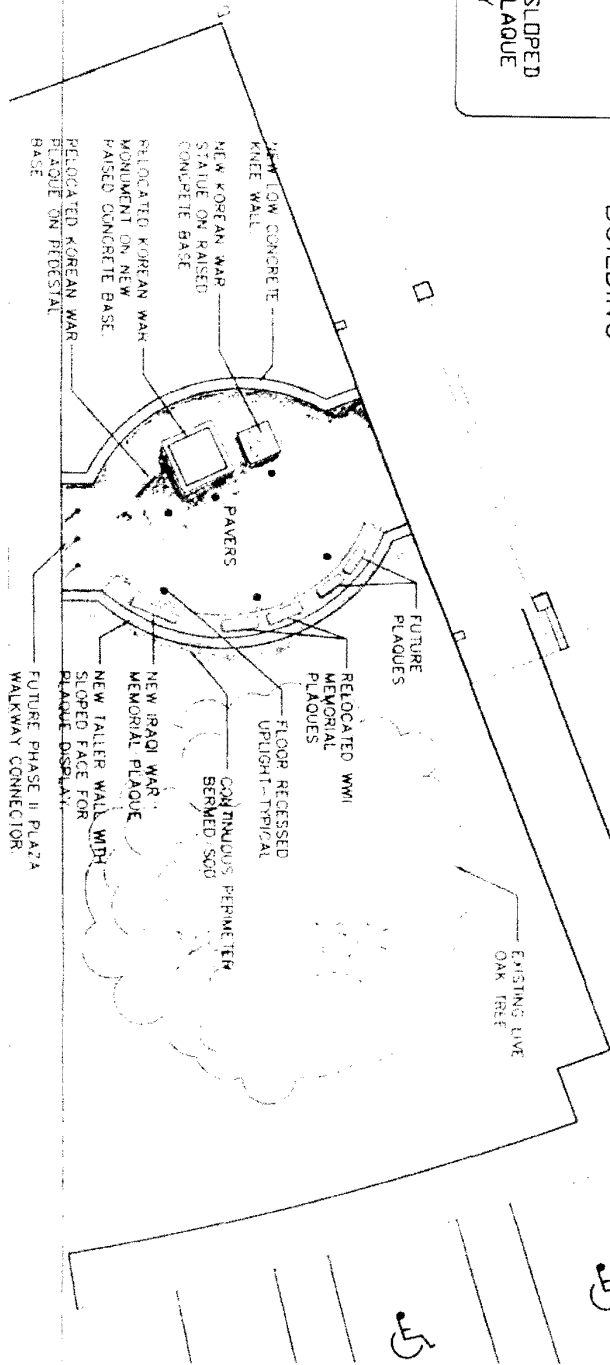 SLOPED
LAQUE
Y
NEW LOW CONCRETE
KNEE WALL
NEW KOREAN WAR
STATUE ON RAISED
CONCRETE BASE
RELOCATED KOREAN WAR
MONUMENT ON NEW
RAISED CONCRETE BASE.
RELOCATED KOREAN WAR
PLAQUE ON PEDESTAL
BASE
PAVERS
FUTURE
PLAQUES
RELOCATED WWII
MEMORIAL
PLAQUES
FLOOR RECESSED
UPLIGHT-TYPICAL
CONTINUOUS PERIMETER
BERMED SOD
NEW IRAQI WAR
MEMORIAL PLAQUE
NEW TALLER WALL WITH
SLOPED FACE FOR
PLAQUE DISPLAY.
FUTURE PHASE II PLAZA
WALKWAY CONNECTOR.
EXISTING LIVE
OAK TREE